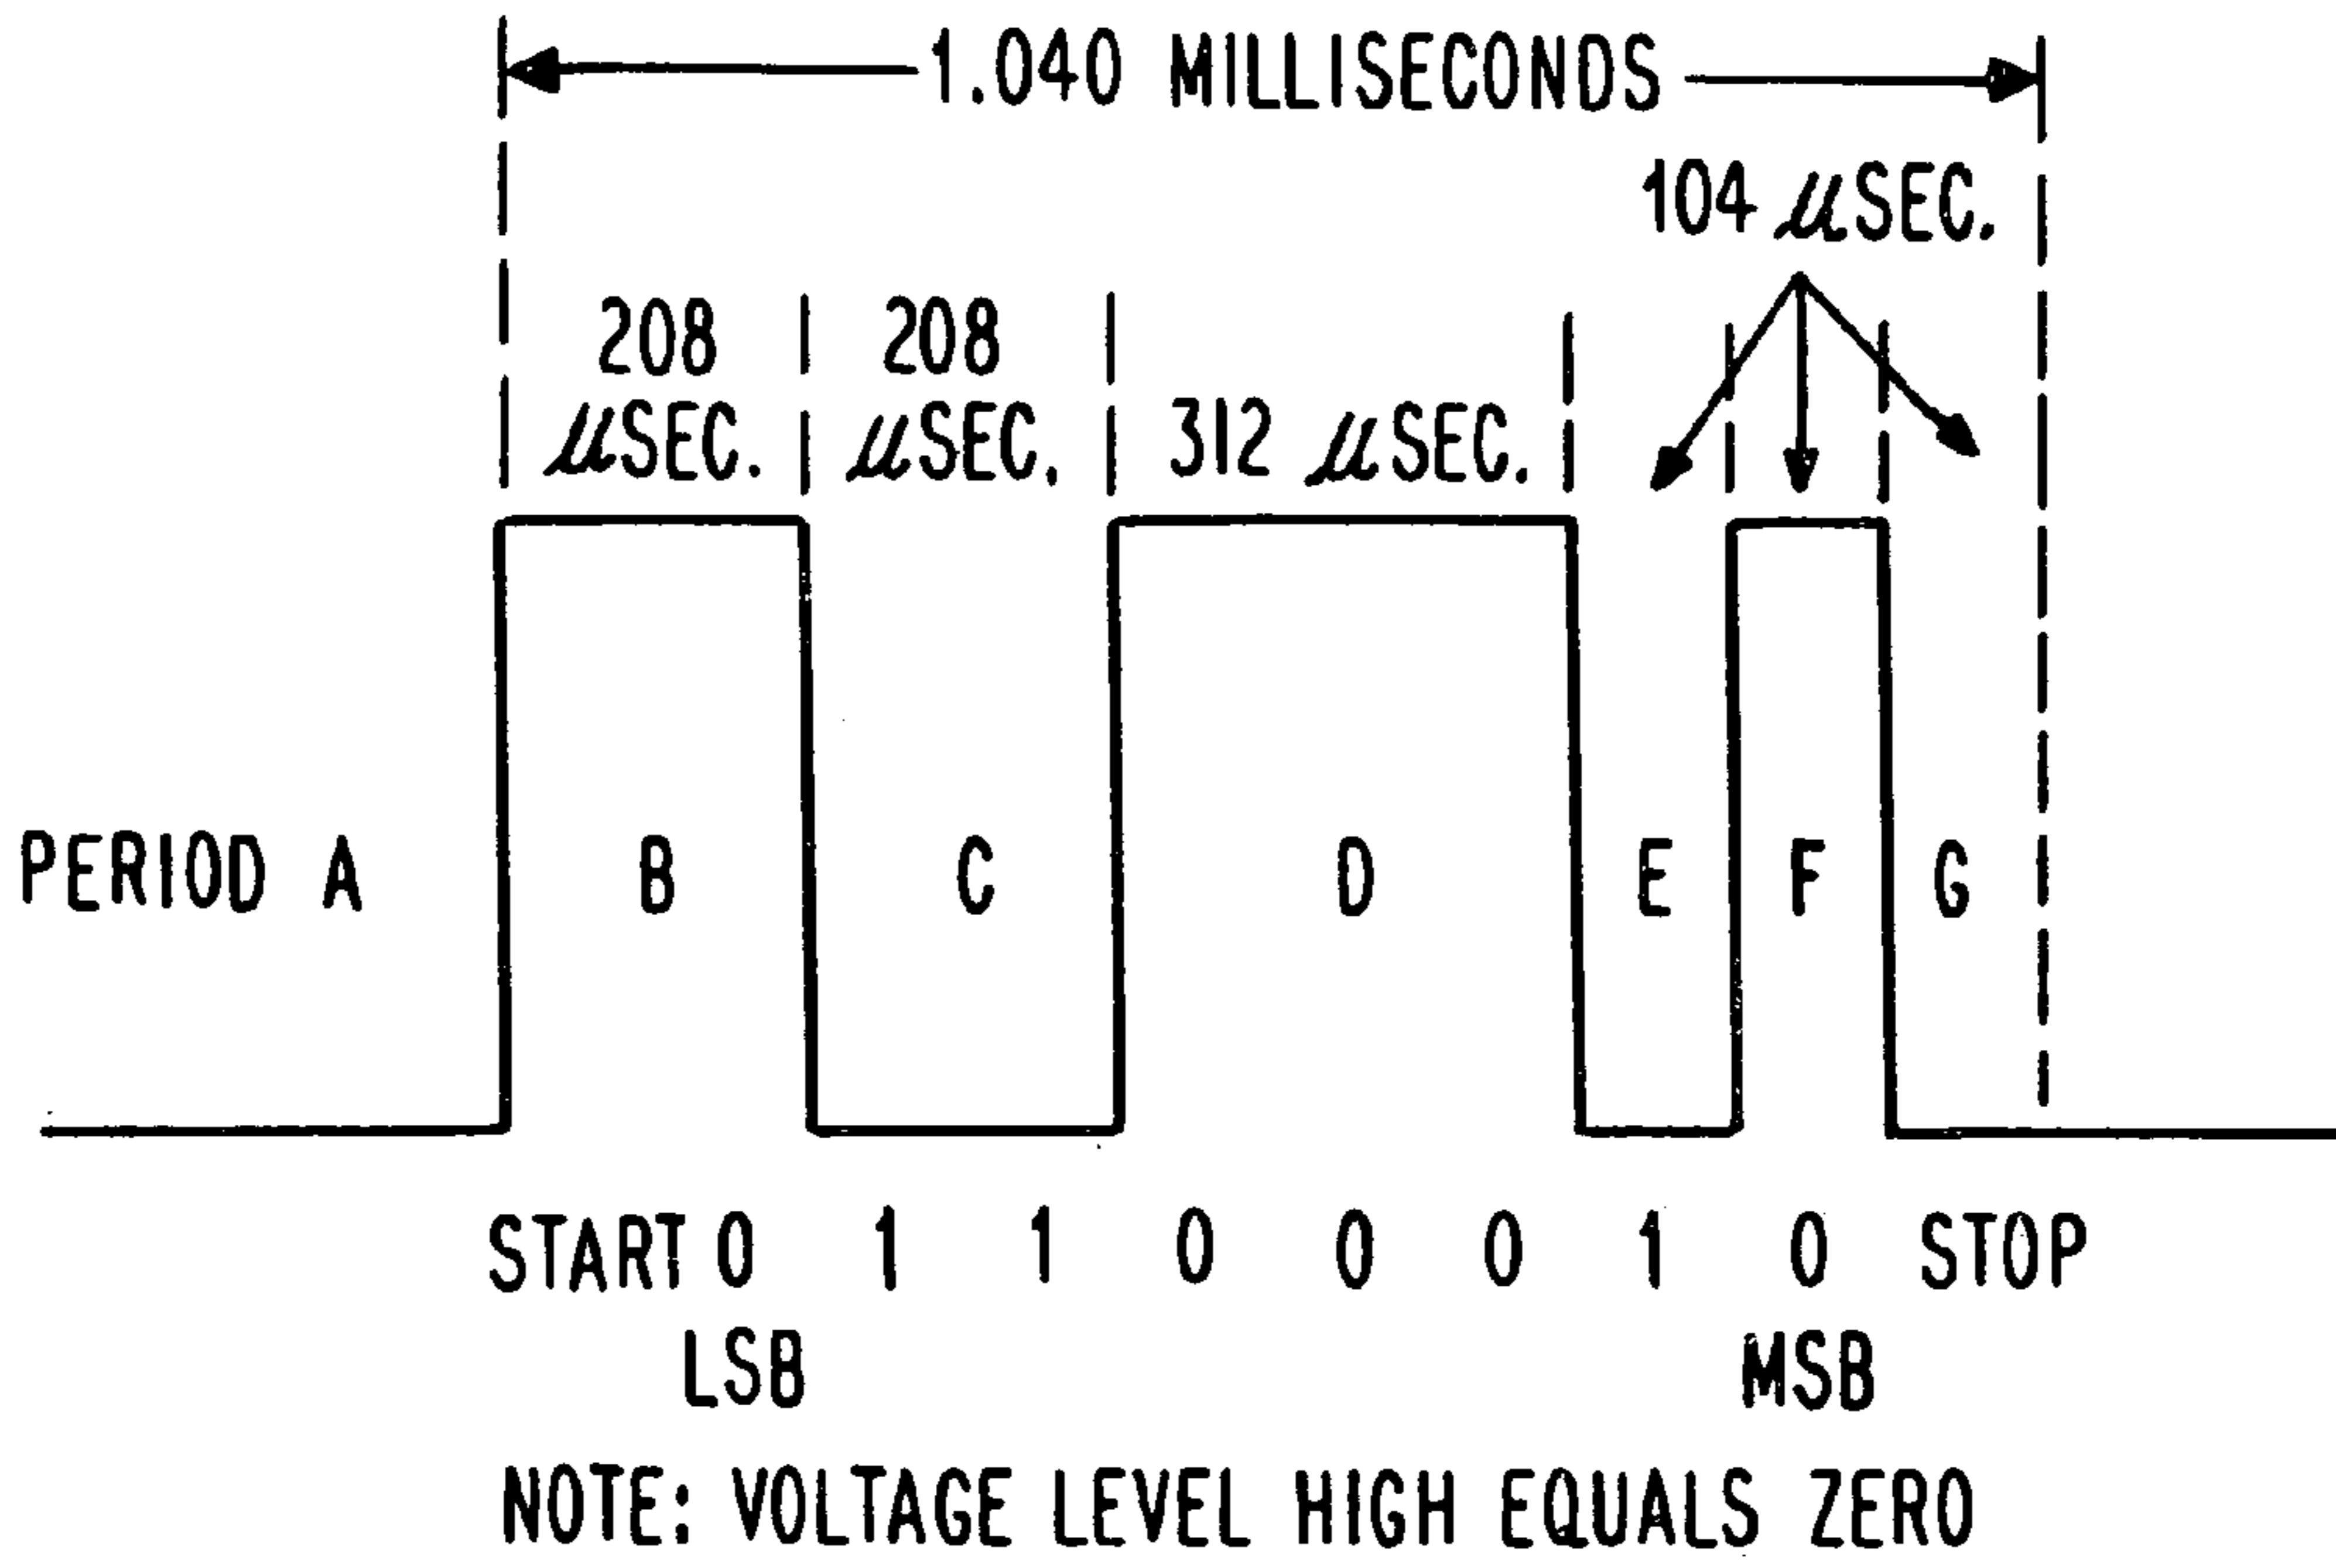 1.040 MILLISECONDS
104 µSEC.
208 µSEC.
208 µSEC.
312 µSEC.
PERIOD A B C D E F G
START 0 1 1 0 0 0 1 0 STOP
LSB MSB
NOTE: VOLTAGE LEVEL HIGH EQUALS ZERO